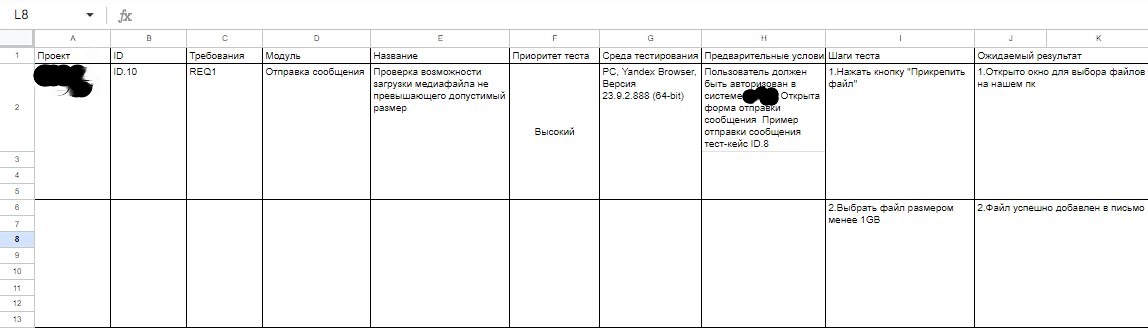 L8 fx
A B C D E F G H I J K
1 Проект ID Требования Модуль Название Приоритет теста Среда тестирования Предварительные услови Шаги теста Ожидаемый результат
2
ID.10
REQ1
Отправка сообщения
Проверка возможности
загрузки медиафайла не
превышающего допустимый
размер
Высокий
PC, Yandex Browser,
Версия
23.9.2.888 (64-bit)
Пользователь должен
быть авторизован в
системе Открыта
форма отправки
сообщения Пример
отправки сообщения
тест-кейс ID.8
1.Нажать кнопку "Прикрепить
файл"
1.Открыто окно для выбора файлов
на нашем пк
3
4
5
6
2.Выбрать файл размером
менее 1GB
2.Файл успешно добавлен в письмо
7
8
9
10
11
12
13